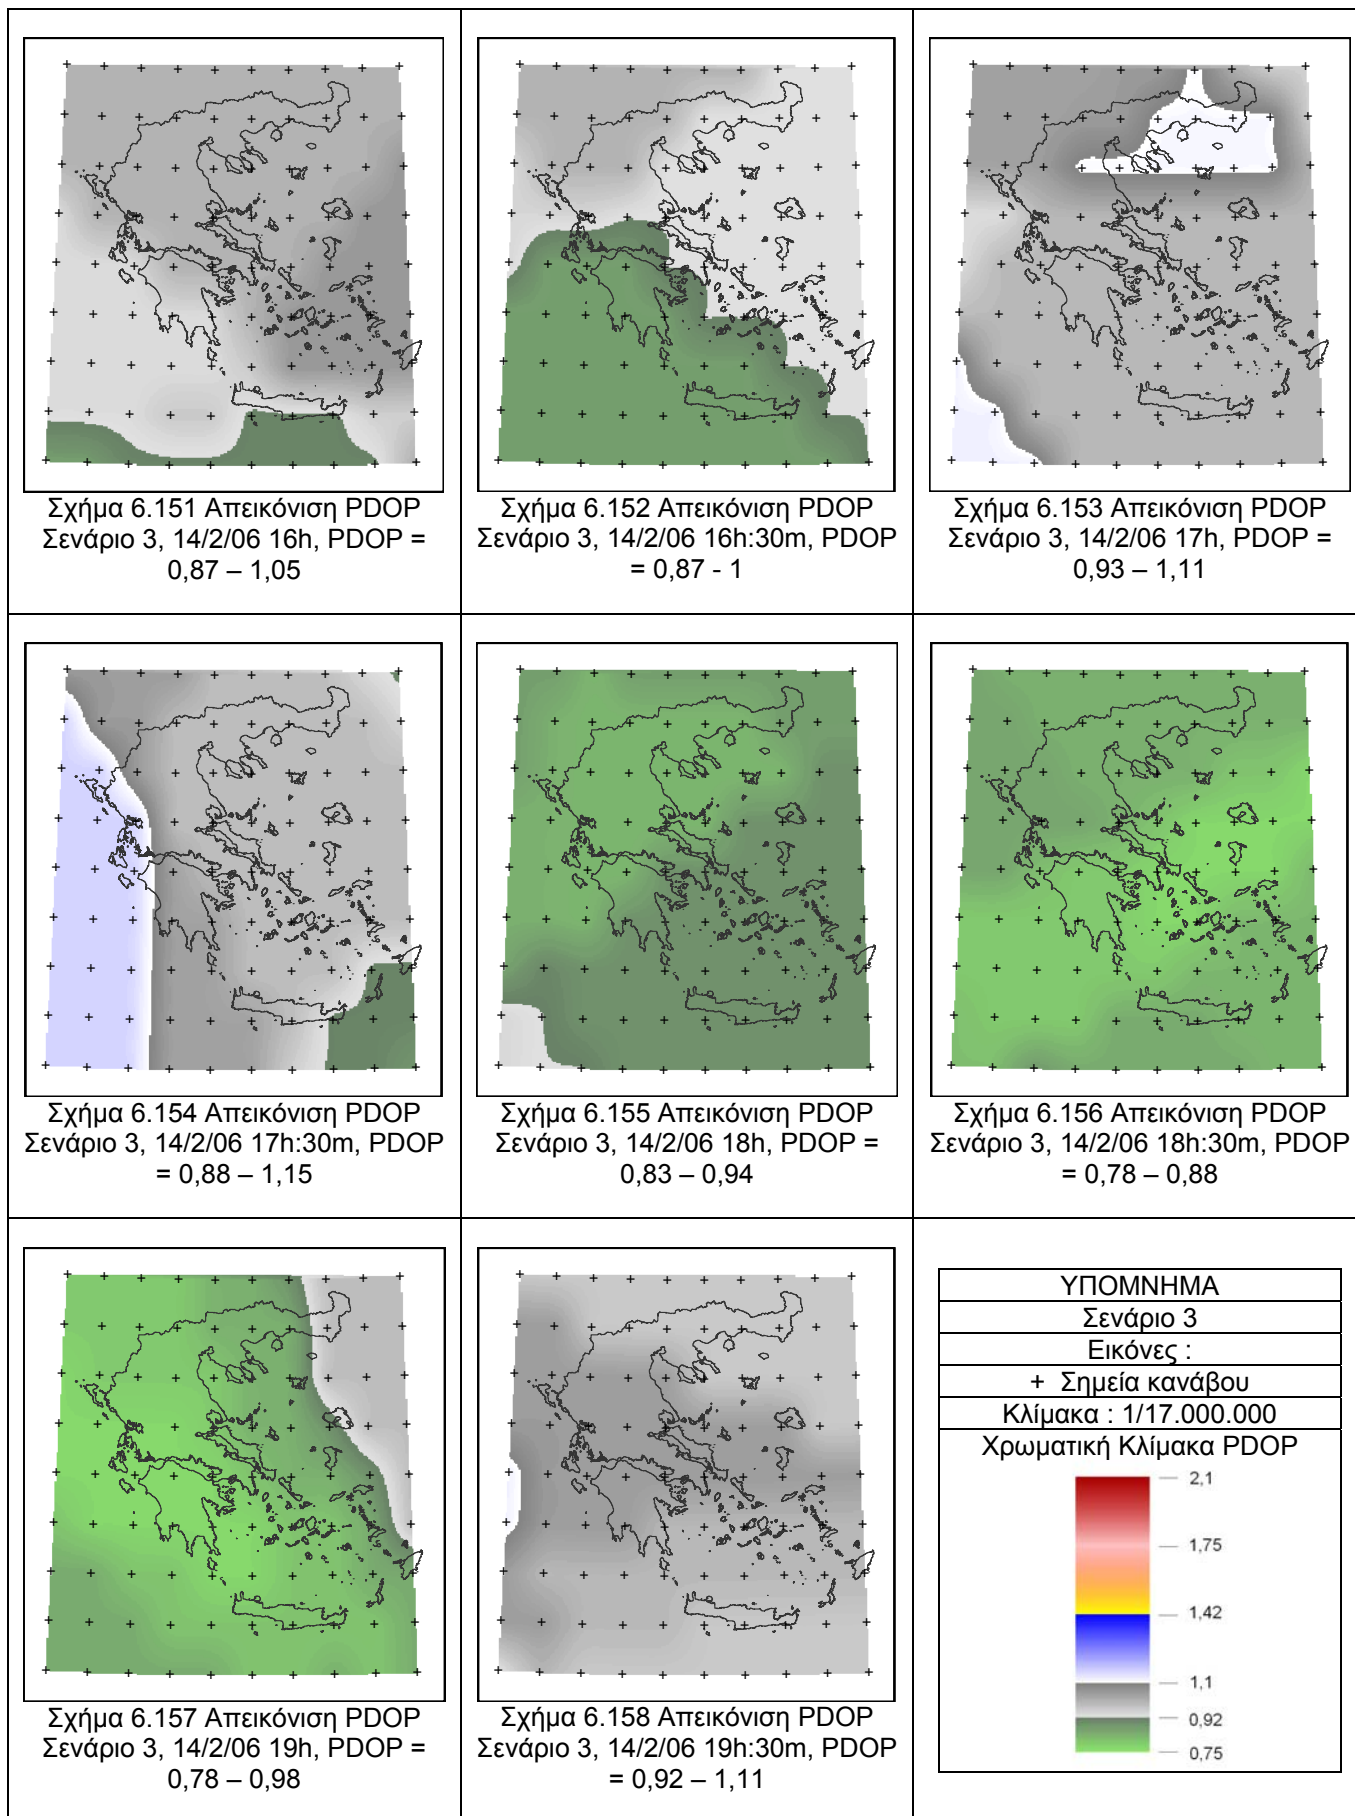 Σχήμα 6.151 Απεικόνιση PDOP
Σενάριο 3, 14/2/06 16h, PDOP =
0,87 – 1,05
Σχήμα 6.152 Απεικόνιση PDOP
Σενάριο 3, 14/2/06 16h:30m, PDOP
= 0,87 - 1
Σχήμα 6.153 Απεικόνιση PDOP
Σενάριο 3, 14/2/06 17h, PDOP =
0,93 – 1,11
Σχήμα 6.154 Απεικόνιση PDOP
Σενάριο 3, 14/2/06 17h:30m, PDOP
= 0,88 – 1,15
Σχήμα 6.155 Απεικόνιση PDOP
Σενάριο 3, 14/2/06 18h, PDOP =
0,83 – 0,94
Σχήμα 6.156 Απεικόνιση PDOP
Σενάριο 3, 14/2/06 18h:30m, PDOP
= 0,78 – 0,88
Σχήμα 6.157 Απεικόνιση PDOP
Σενάριο 3, 14/2/06 19h, PDOP =
0,78 – 0,98
Σχήμα 6.158 Απεικόνιση PDOP
Σενάριο 3, 14/2/06 19h:30m, PDOP
= 0,92 – 1,11
ΥΠΟΜΝΗΜΑ
Σενάριο 3
Εικόνες :
+ Σημεία κανάβου
Κλίμακα : 1/17.000.000
Χρωματική Κλίμακα PDOP
2,1
1,75
1,42
1,1
0,92
0,75